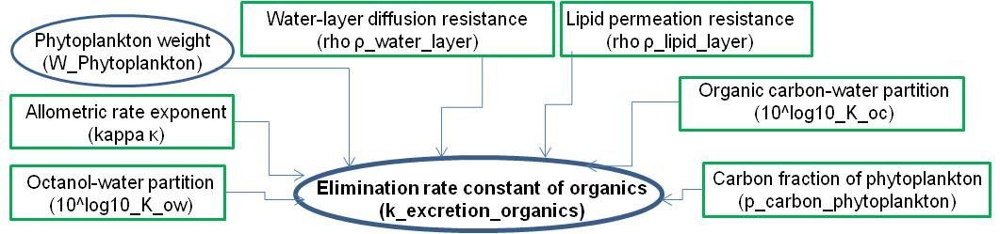 Phytoplankton weight
(W_Phytoplankton)
Water-layer diffusion resistance
(rho ρ_water_layer)
Lipid permeation resistance
(rho ρ_lipid_layer)
Organic carbon-water partition
(10^log10_K_oc)
Allometric rate exponent
(kappa κ)
Octanol-water partition
(10^log10_K_ow)
Elimination rate constant of organics
(k_excretion_organics)
Carbon fraction of phytoplankton
(p_carbon_phytoplankton)